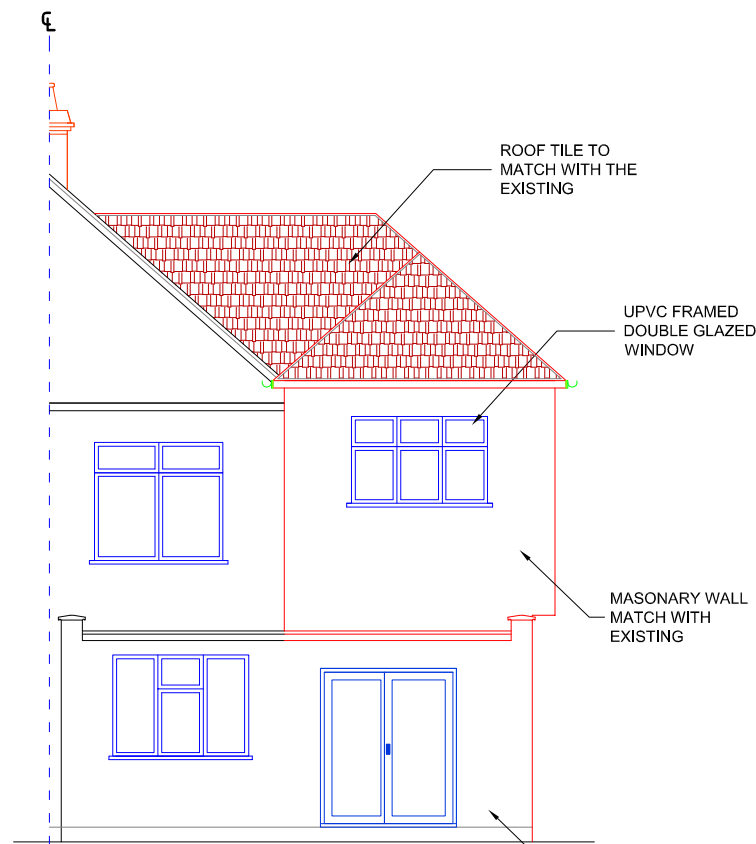 ℄
ROOF TILE TO
MATCH WITH THE
EXISTING
UPVC FRAMED
DOUBLE GLAZED
WINDOW
MASONARY WALL
MATCH WITH
EXISTING